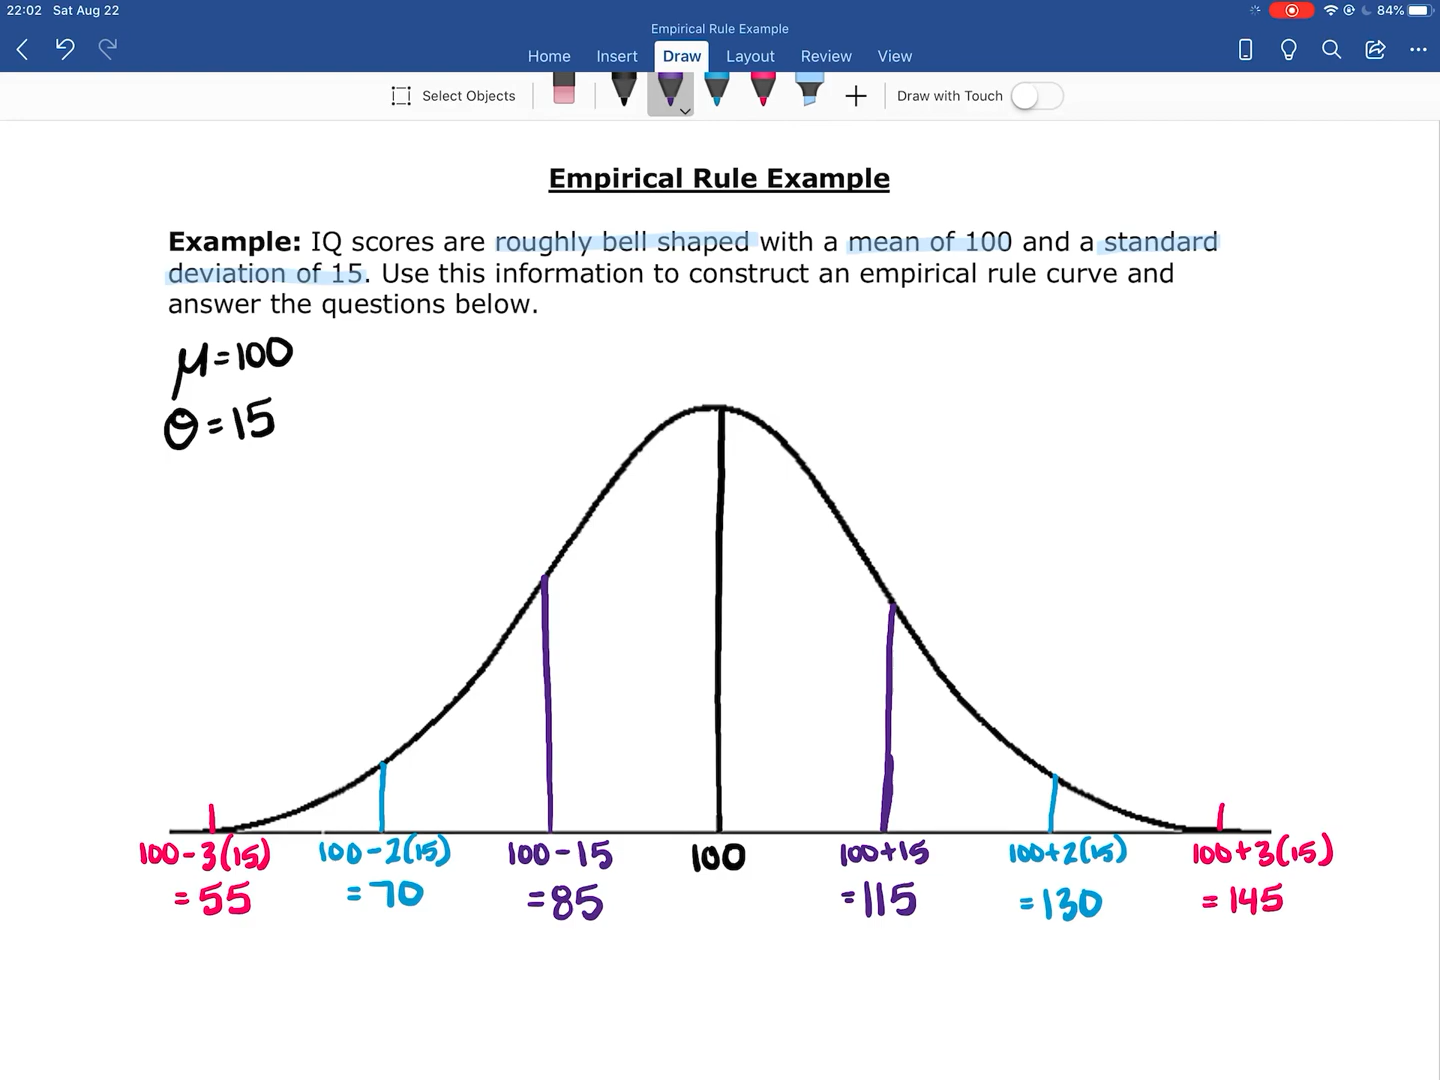 22:02 Sat Aug 22
84%
Empirical Rule Example
Home Insert Draw Layout Review View
Select Objects
Draw with Touch
Empirical Rule Example
Example: IQ scores are roughly bell shaped with a mean of 100 and a standard
deviation of 15. Use this information to construct an empirical rule curve and
answer the questions below.
μ=100
θ=15
100-3(15) 100-2(15) 100-15 100 100+15 100+2(15) 100+3(15)
=55 =70 =85 =115 =130 =145